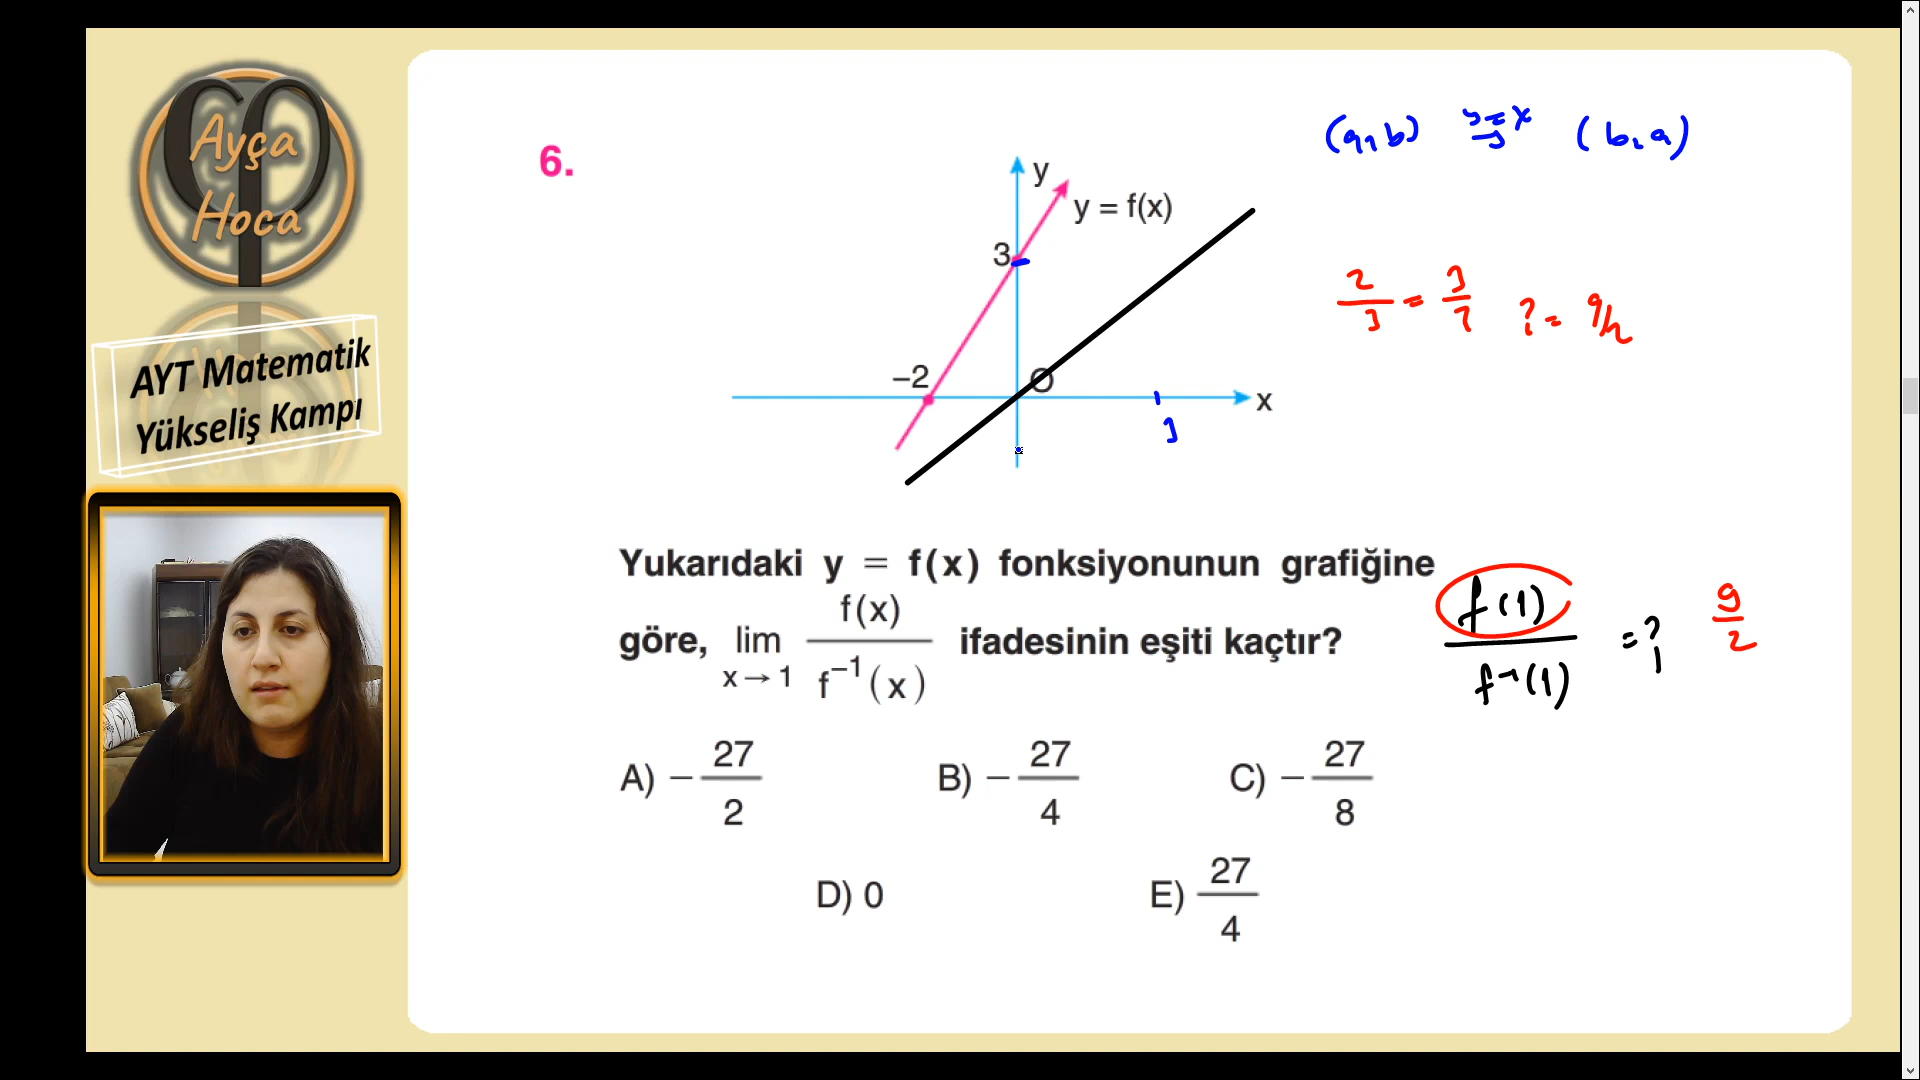 Ayça
Hoca
AYT Matematik
Yükseliş Kampı
6.
y
y = f(x)
3
-2
O
x
3
(a,b) y=x → (b,a)
2/3 = 3/? ? = 9/2
Yukarıdaki y = f(x) fonksiyonunun grafiğine
göre, lim x→1 f(x)/f⁻¹(x) ifadesinin eşiti kaçtır?
f(1)/f⁻¹(1) = ? 9/2
A) -27/2 B) -27/4 C) -27/8
D) 0 E) 27/4